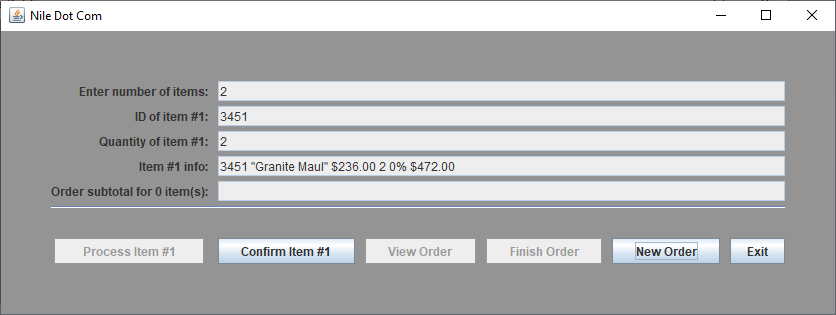 Nile Dot Com
Enter number of items: 2
ID of item #1: 3451
Quantity of item #1: 2
Item #1 info: 3451 "Granite Maul" $236.00 2 0% $472.00
Order subtotal for 0 item(s):
Process Item #1 Confirm Item #1 View Order Finish Order New Order Exit